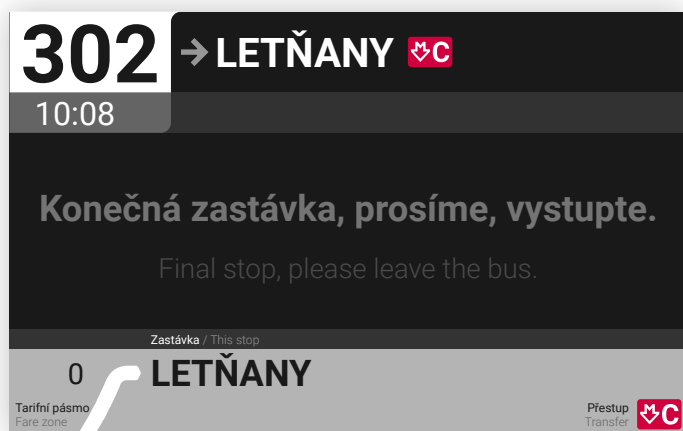 302
LETŇANY C
10:08
Konečná zastávka, prosíme, vystupte.
Final stop, please leave the bus.
Zastávka / This stop
0 LETŇANY
Tarifní pásmo
Fare zone
Přestup
Transfer
C